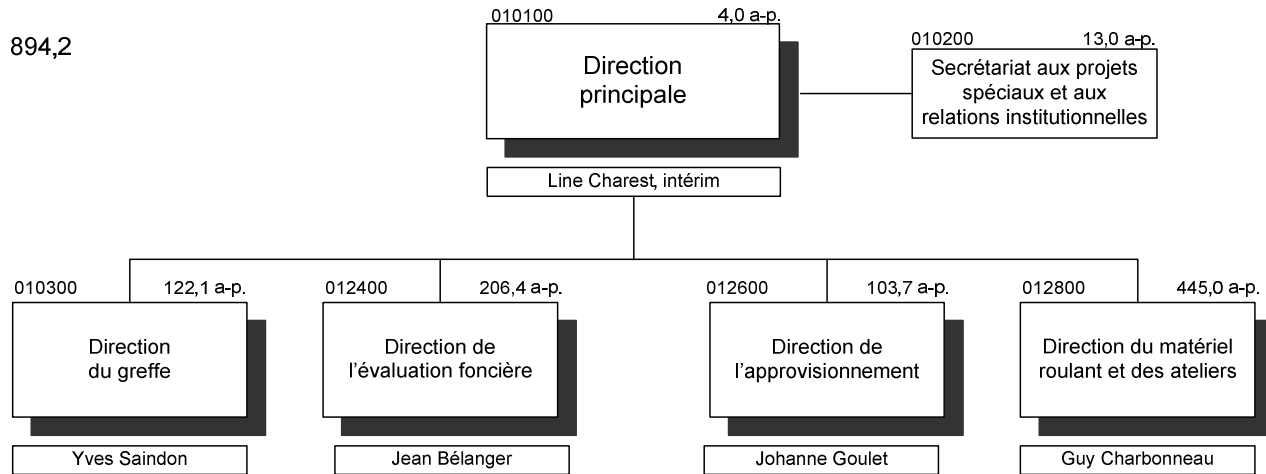 894,2
010100 4,0 a-p.
Direction
principale
Line Charest, intérim
010200 13,0 a-p.
Secrétariat aux projets
spéciaux et aux
relations institutionnelles
010300 122,1 a-p.
Direction
du greffe
Yves Saindon
012400 206,4 a-p.
Direction de
l'évaluation foncière
Jean Bélanger
012600 103,7 a-p.
Direction de
l'approvisionnement
Johanne Goulet
012800 445,0 a-p.
Direction du matériel
roulant et des ateliers
Guy Charbonneau